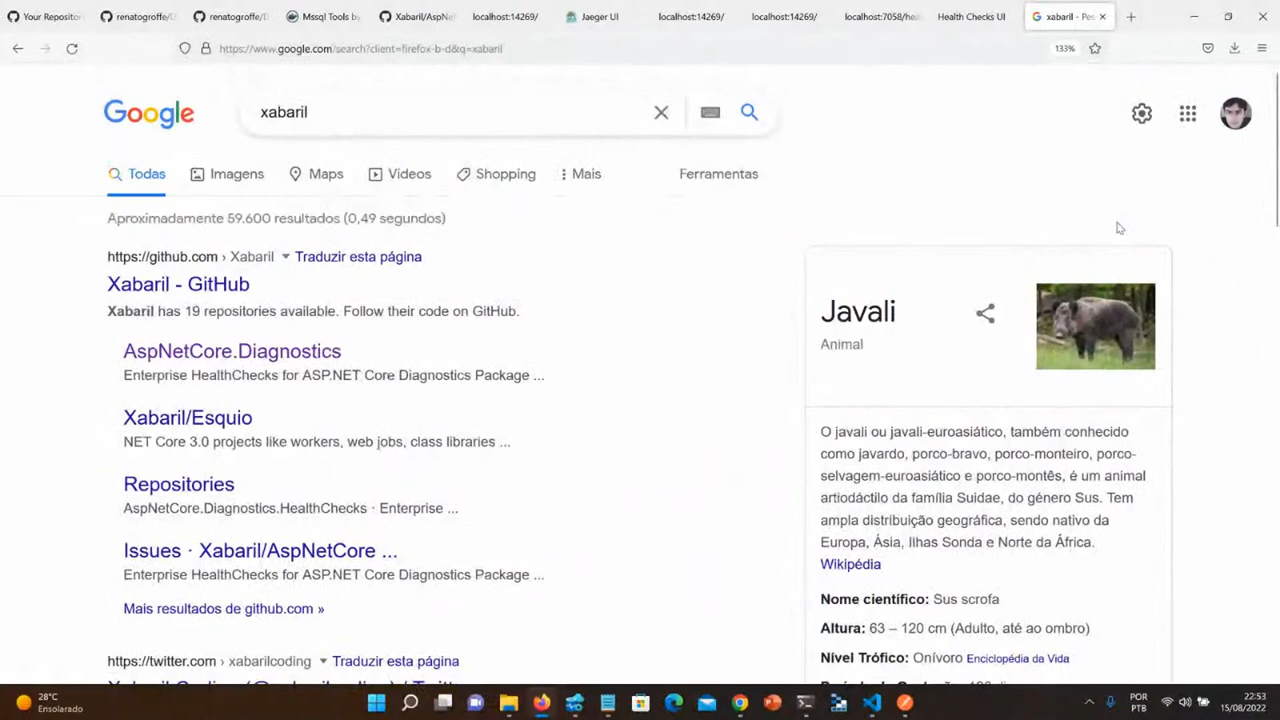 Your Repositor
renatogroffe/D
renatogroffe/D
Mssql Tools by
Xabaril/AspNet
localhost:14269/
Jaeger UI
localhost:14269/
localhost:14269/
localhost:7058/hea
Health Checks UI
xabaril - Pes
https://www.google.com/search?client=firefox-b-d&q=xabaril
133%
Google
xabaril
Todas
Imagens
Maps
Vídeos
Shopping
Mais
Ferramentas
Aproximadamente 59.600 resultados (0,49 segundos)
https://github.com › Xabaril
Traduzir esta página
Xabaril - GitHub
Xabaril has 19 repositories available. Follow their code on GitHub.
AspNetCore.Diagnostics
Enterprise HealthChecks for ASP.NET Core Diagnostics Package ...
Xabaril/Esquio
NET Core 3.0 projects like workers, web jobs, class libraries ...
Repositories
AspNetCore.Diagnostics.HealthChecks · Enterprise ...
Issues · Xabaril/AspNetCore ...
Enterprise HealthChecks for ASP.NET Core Diagnostics Package ...
Mais resultados de github.com »
https://twitter.com › xabarilcoding
Traduzir esta página
Javali
Animal
O javali ou javali-euroasiático, também conhecido
como javardo, porco-bravo, porco-monteiro, porco-
selvagem-euroasiático e porco-montês, é um animal
artiodáctilo da família Suidae, do género Sus. Tem
ampla distribuição geográfica, sendo nativo da
Europa, Ásia, Ilhas Sonda e Norte da África.
Wikipédia
Nome científico: Sus scrofa
Altura: 63 – 120 cm (Adulto, até ao ombro)
Nível Trófico: Onívoro Enciclopédia da Vida
28°C
Ensolarado
POR
PTB
22:53
15/08/2022